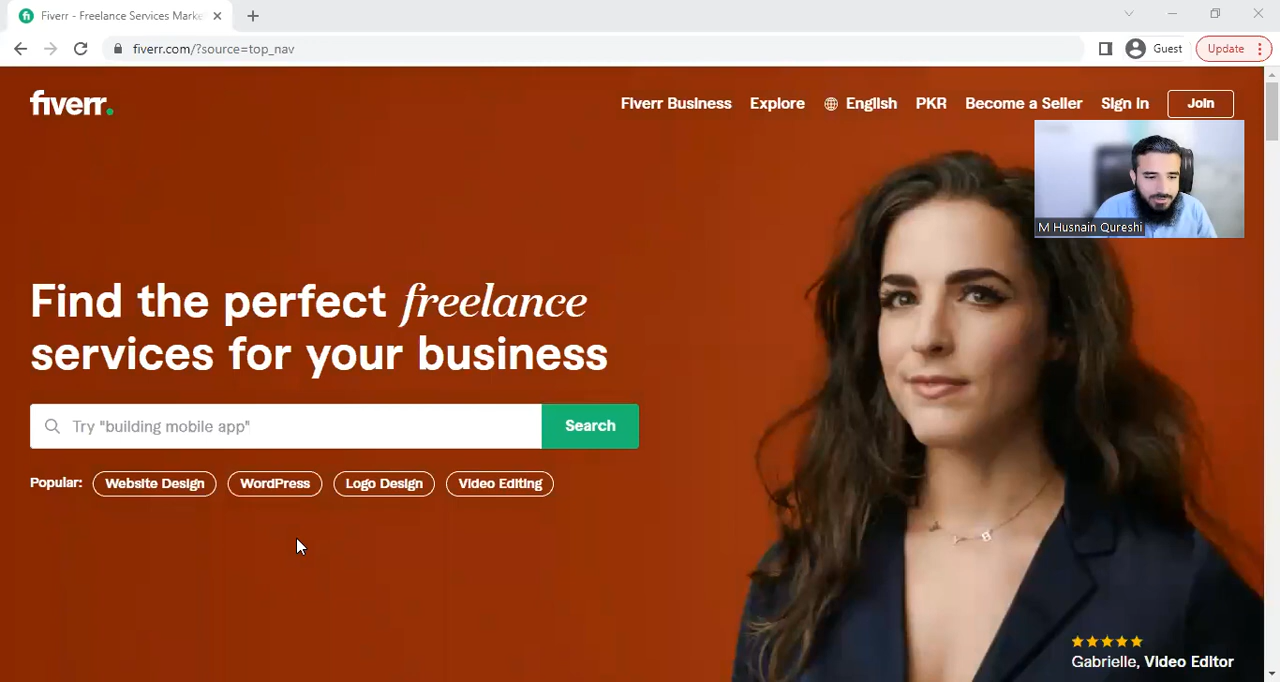 Fiverr - Freelance Services Marke
fiverr.com/?source=top_nav
Guest
Update
fiverr.
Fiverr Business
Explore
English
PKR
Become a Seller
Sign in
Join
M Husnain Qureshi
Find the perfect freelance
services for your business
Try "building mobile app"
Search
Popular:
Website Design
WordPress
Logo Design
Video Editing
★★★★★
Gabrielle, Video Editor